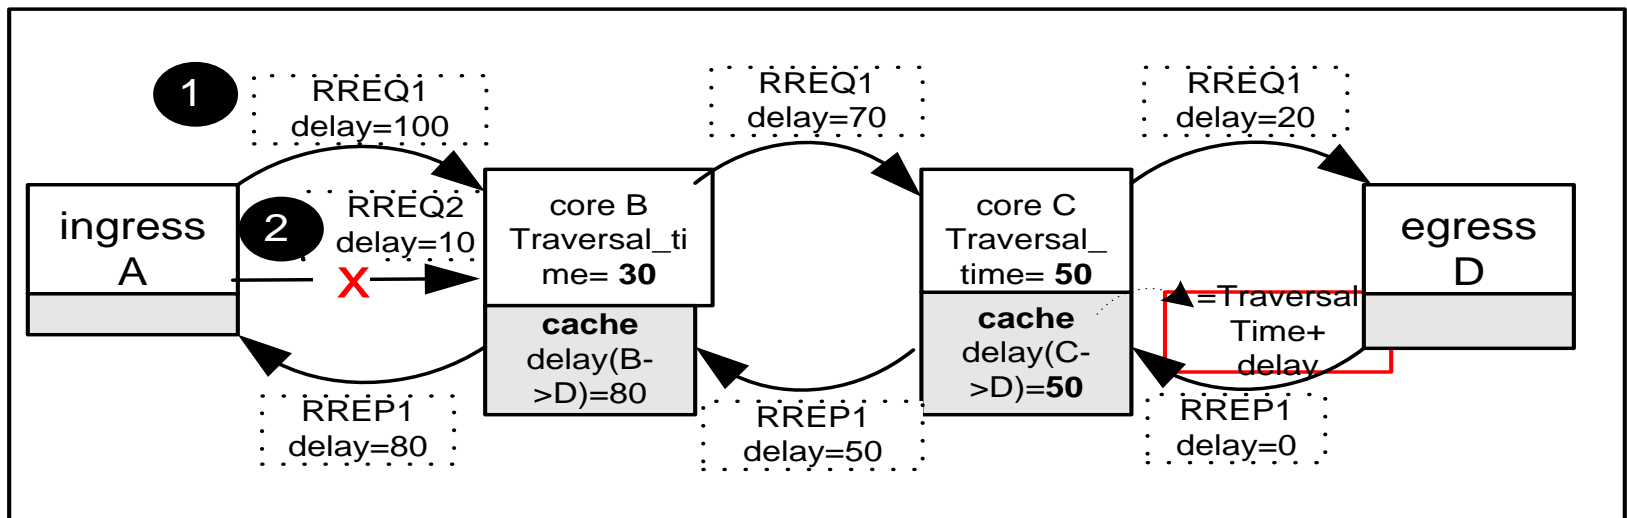 1
RREQ1
delay=100
RREQ1
delay=70
RREQ1
delay=20
ingress
A
2
RREQ2
delay=10
X
core B
Traversal_ti
me= 30
core C
Traversal_
time= 50
egress
D
cache
delay(B-
>D)=80
cache
delay(C-
>D)=50
=Traversal
Time+
delay
RREP1
delay=80
RREP1
delay=50
RREP1
delay=0